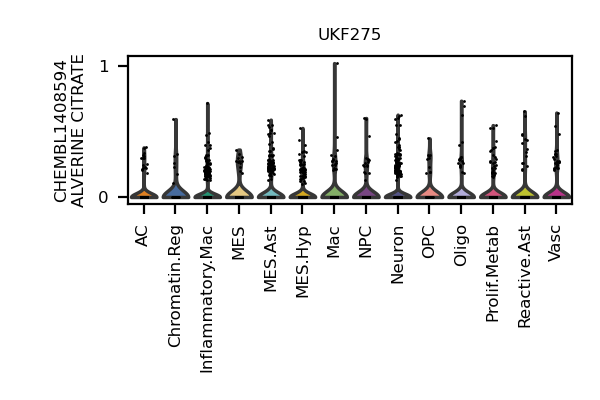 UKF275
CHEMBL1408594
ALVERINE CITRATE
1
0
AC
Chromatin.Reg
Inflammatory.Mac
MES
MES.Ast
MES.Hyp
Mac
NPC
Neuron
OPC
Oligo
Prolif.Metab
Reactive.Ast
Vasc